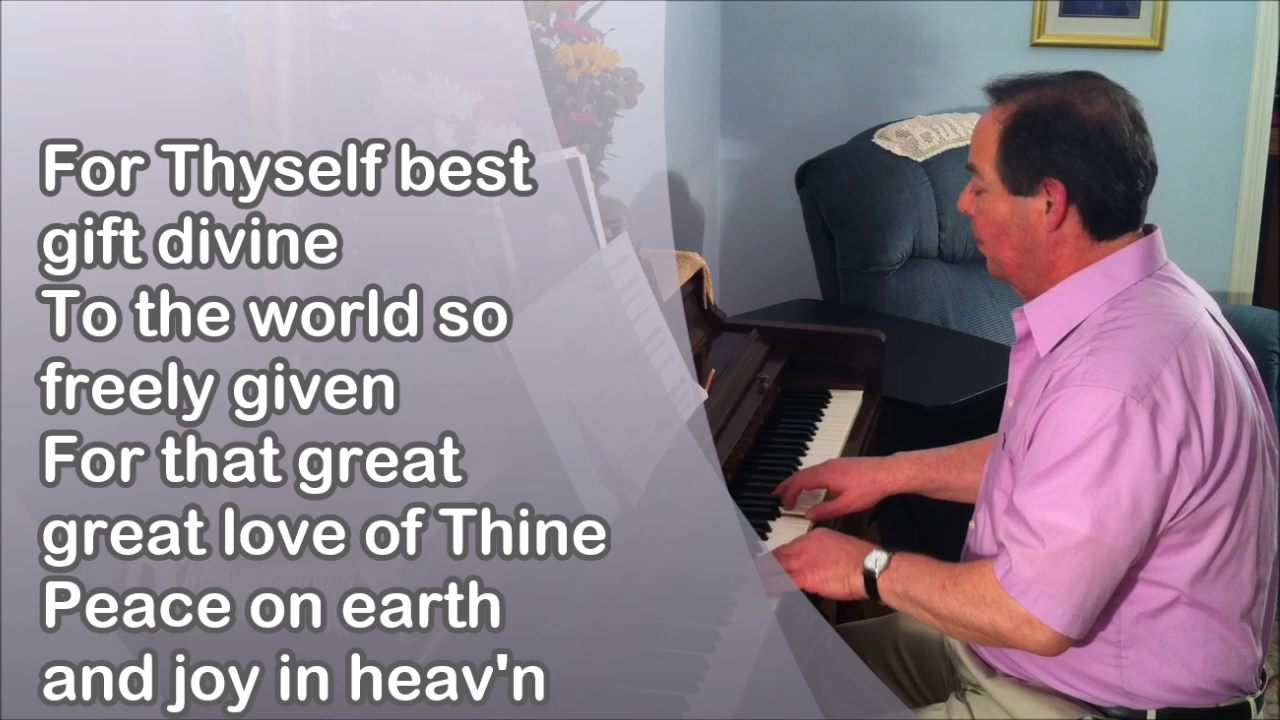 For Thyself best
gift divine
To the world so
freely given
For that great
great love of Thine
Peace on earth
and joy in heav'n